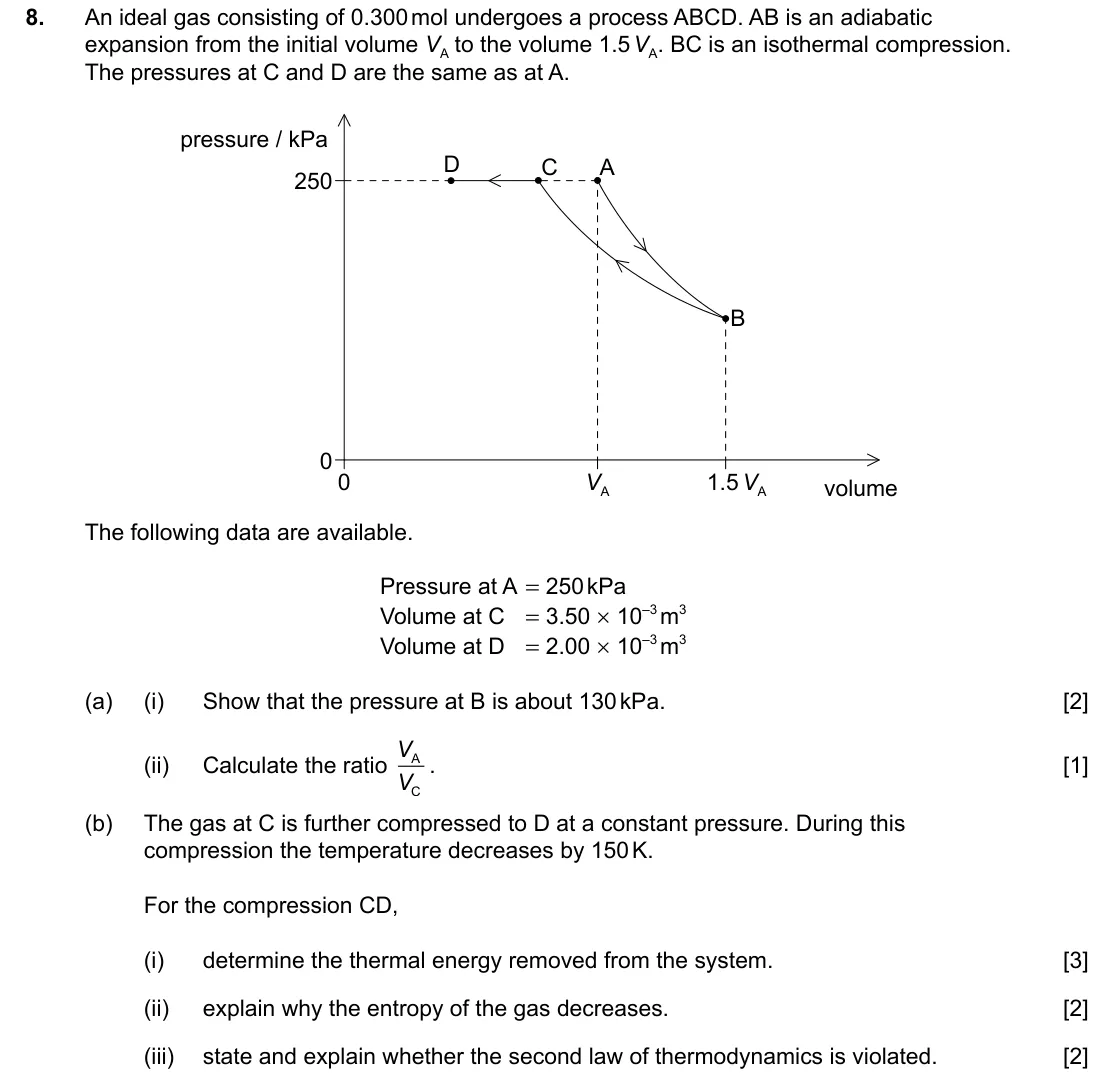 8. An ideal gas consisting of 0.300 mol undergoes a process ABCD. AB is an adiabatic
expansion from the initial volume V_A to the volume 1.5 V_A. BC is an isothermal compression.
The pressures at C and D are the same as at A.
pressure / kPa
D
C
A
250
B
0
0
V_A
1.5 V_A
volume
The following data are available.
Pressure at A = 250 kPa
Volume at C = 3.50 × 10⁻³ m³
Volume at D = 2.00 × 10⁻³ m³
(a) (i) Show that the pressure at B is about 130 kPa. [2]
(ii) Calculate the ratio V_A/V_C. [1]
(b) The gas at C is further compressed to D at a constant pressure. During this
compression the temperature decreases by 150 K.
For the compression CD,
(i) determine the thermal energy removed from the system. [3]
(ii) explain why the entropy of the gas decreases. [2]
(iii) state and explain whether the second law of thermodynamics is violated. [2]